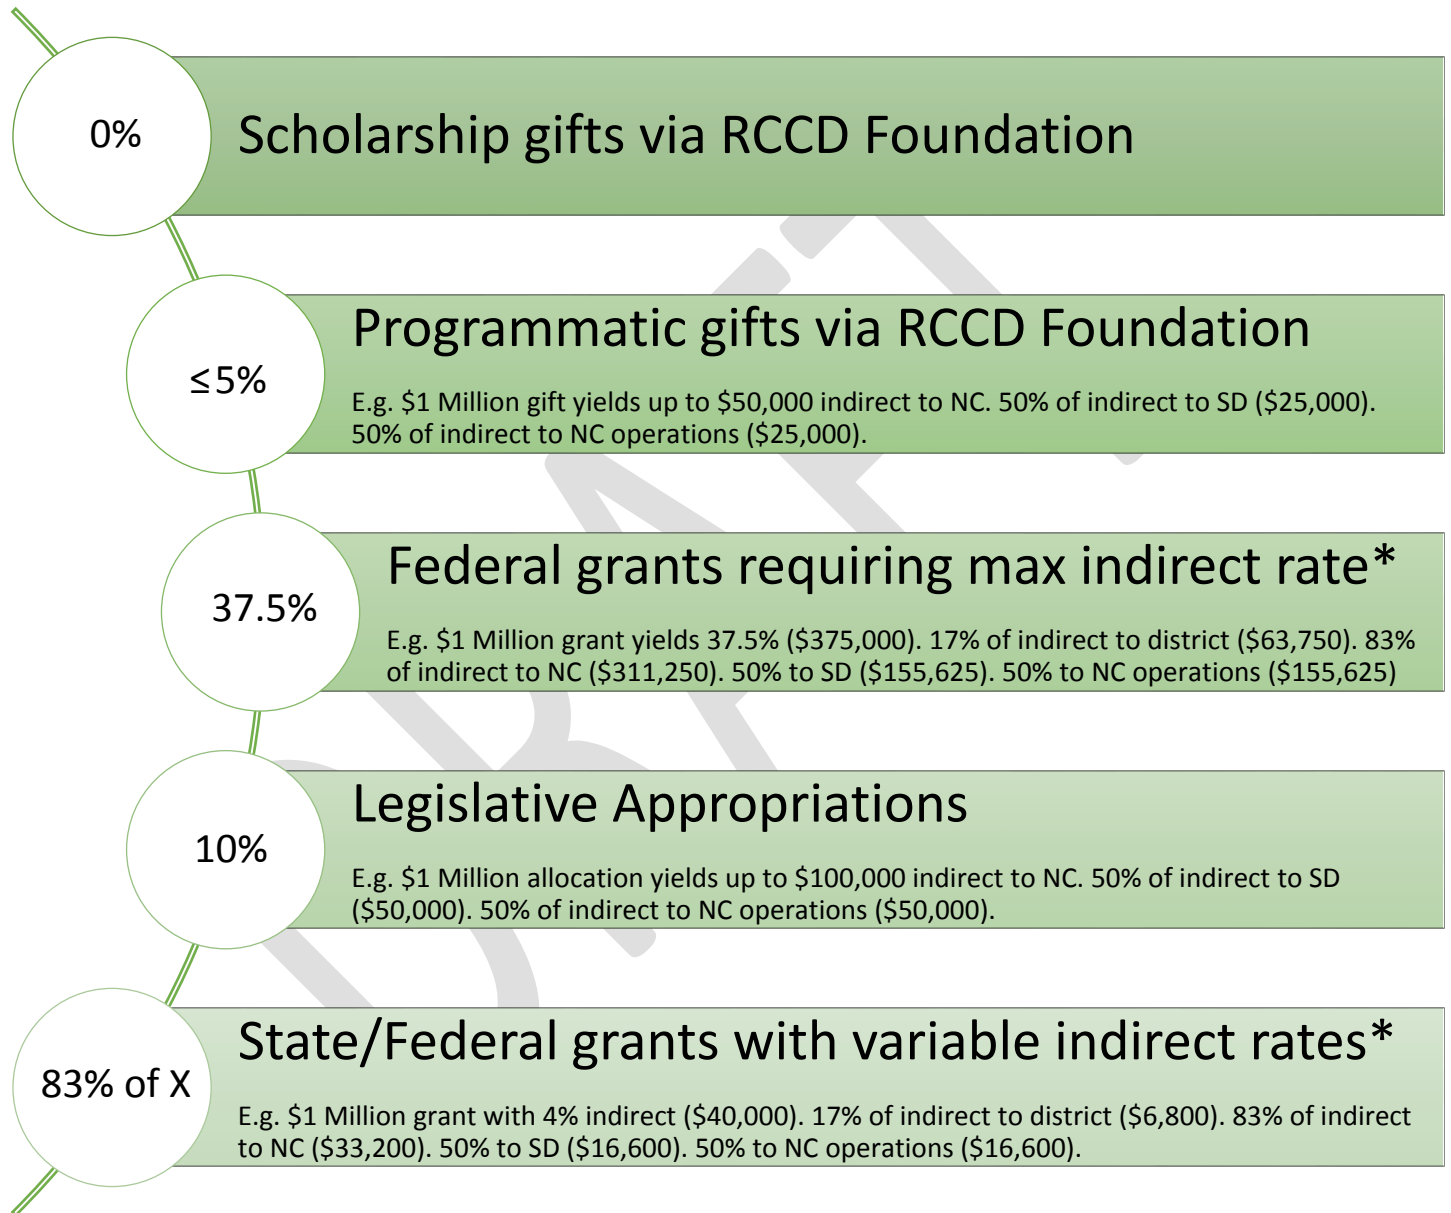 0%
Scholarship gifts via RCCD Foundation
≤5%
Programmatic gifts via RCCD Foundation
E.g. $1 Million gift yields up to $50,000 indirect to NC. 50% of indirect to SD ($25,000).
50% of indirect to NC operations ($25,000).
37.5%
Federal grants requiring max indirect rate*
E.g. $1 Million grant yields 37.5% ($375,000). 17% of indirect to district ($63,750). 83%
of indirect to NC ($311,250). 50% to SD ($155,625). 50% to NC operations ($155,625)
10%
Legislative Appropriations
E.g. $1 Million allocation yields up to $100,000 indirect to NC. 50% of indirect to SD
($50,000). 50% of indirect to NC operations ($50,000).
83% of X
State/Federal grants with variable indirect rates*
E.g. $1 Million grant with 4% indirect ($40,000). 17% of indirect to district ($6,800). 83% of indirect
to NC ($33,200). 50% to SD ($16,600). 50% to NC operations ($16,600).
DRAFT